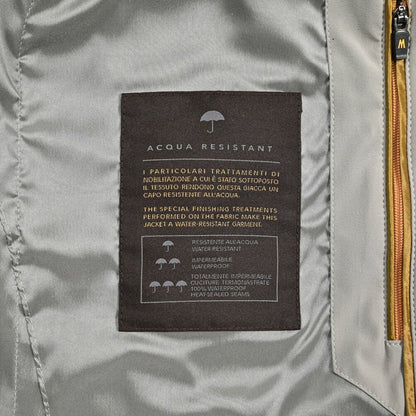 W
ACQUA RESISTANT
I PARTICOLARI TRATTAMENTI DI
NOBILITAZIONE A CUI È STATO SOTTOPOSTO
IL TESSUTO RENDONO QUESTA GIACCA UN
CAPO RESISTENTE ALL'ACQUA.
THE SPECIAL FINISHING TREATMENTS
PERFORMED ON THE FABRIC MAKE THIS
JACKET A WATER-RESISTANT GARMENT.
RESISTENTE ALL'ACQUA
WATER-RESISTANT
IMPERMEABILE
WATERPROOF
TOTALMENTE IMPERMEABILE
CUCITURE TERMONASTRATE
100% WATERPROOF
HEAT-SEALED SEAMS